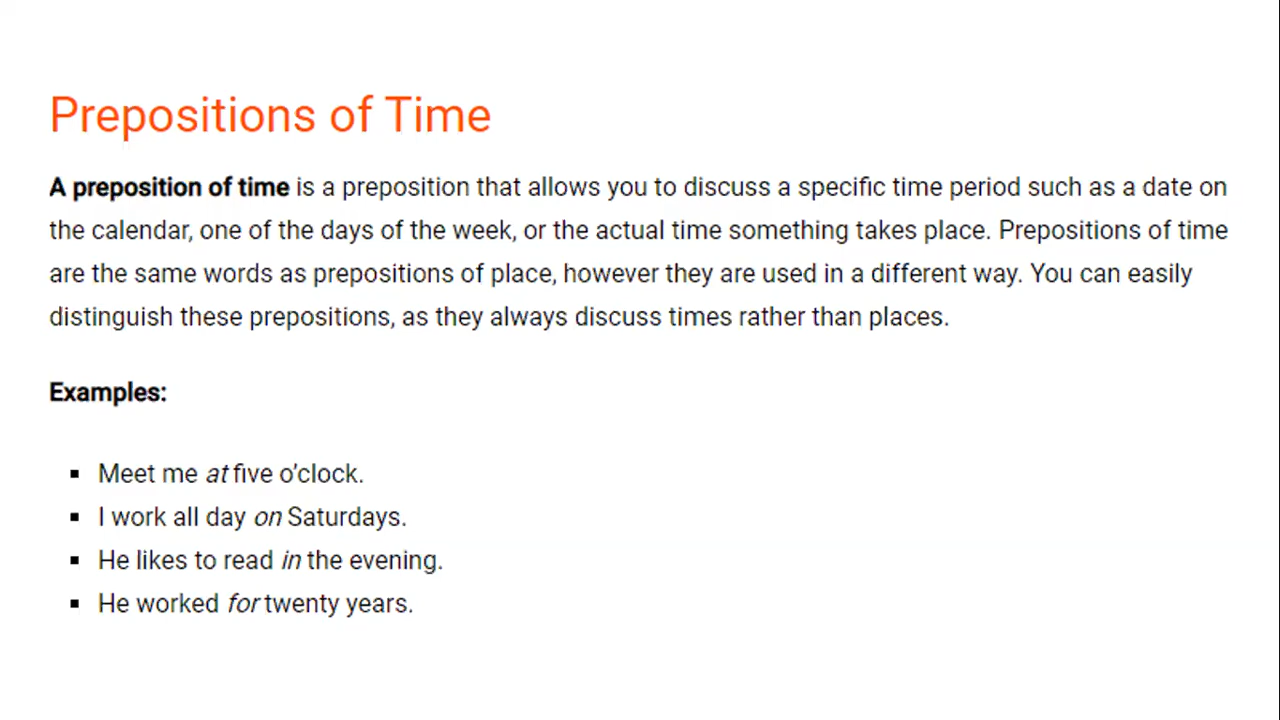 Prepositions of Time
A preposition of time is a preposition that allows you to discuss a specific time period such as a date on
the calendar, one of the days of the week, or the actual time something takes place. Prepositions of time
are the same words as prepositions of place, however they are used in a different way. You can easily
distinguish these prepositions, as they always discuss times rather than places.
Examples:
▪ Meet me at five o’clock.
▪ I work all day on Saturdays.
▪ He likes to read in the evening.
▪ He worked for twenty years.